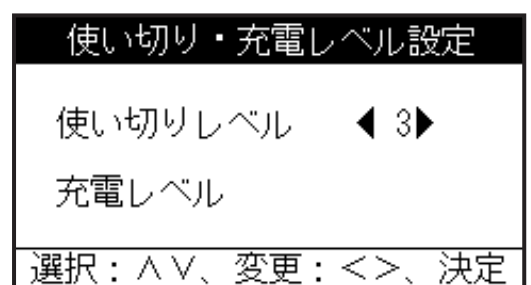 使い切り・充電レベル設定
使い切りレベル ◀ 3▶
充電レベル
選択：∧∨、変更：＜＞、決定